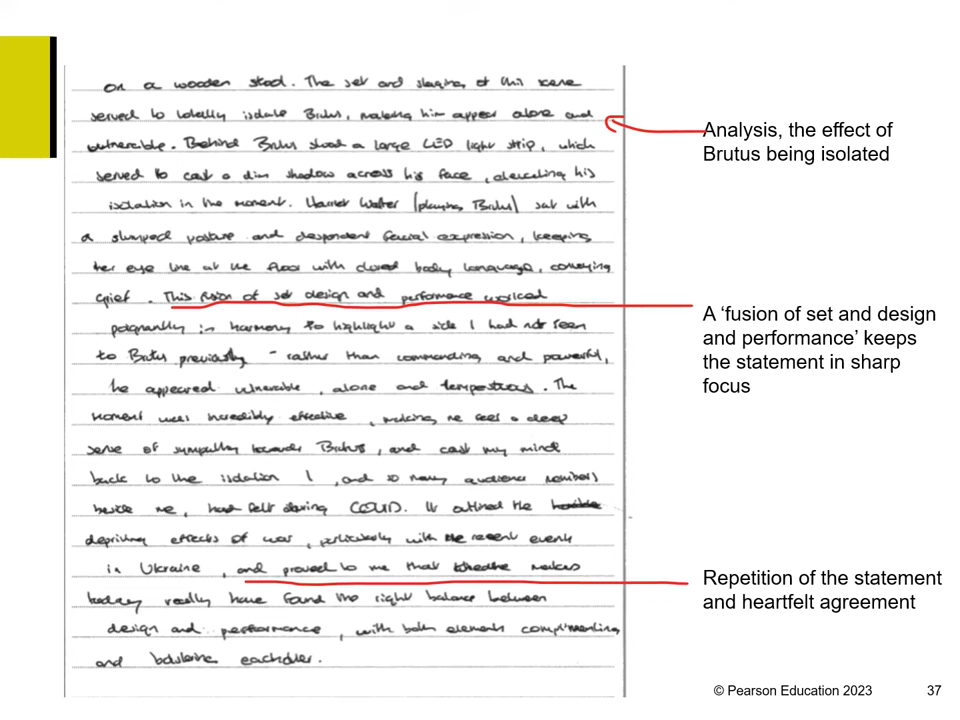 on a wooden stool. The set and staging of this scene
served to totally isolate Brutus, making him appear alone and
vulnerable. Behind Brutus stood a large LED light strip, which
served to cast a dim shadow across his face, elevating his
isolation in the moment. Harriet Walter (playing Brutus) sat with
a slumped posture and despondent facial expression, keeping
her eye line at the floor with closed body language, conveying
grief. This fusion of set design and performance worked
poignantly in harmony to highlight a side I had not seen
to Brutus previously - rather than commanding and powerful,
he appeared vulnerable, alone and The
moment was incredibly effective, making me feel a deep
sense of sympathy towards Brutus, and cast my mind
back to the isolation I, and so many audience members
beside me, had felt during COVID. It outlined the
depriving effects of war, particularly with the recent events
in Ukraine, and proved to me that theatre makers
today really have found the right balance between
design and performance, with both elements complimenting
and bolstering eachother.
Analysis, the effect of
Brutus being isolated
A ‘fusion of set and design
and performance’ keeps
the statement in sharp
focus
Repetition of the statement
and heartfelt agreement
© Pearson Education 2023 37